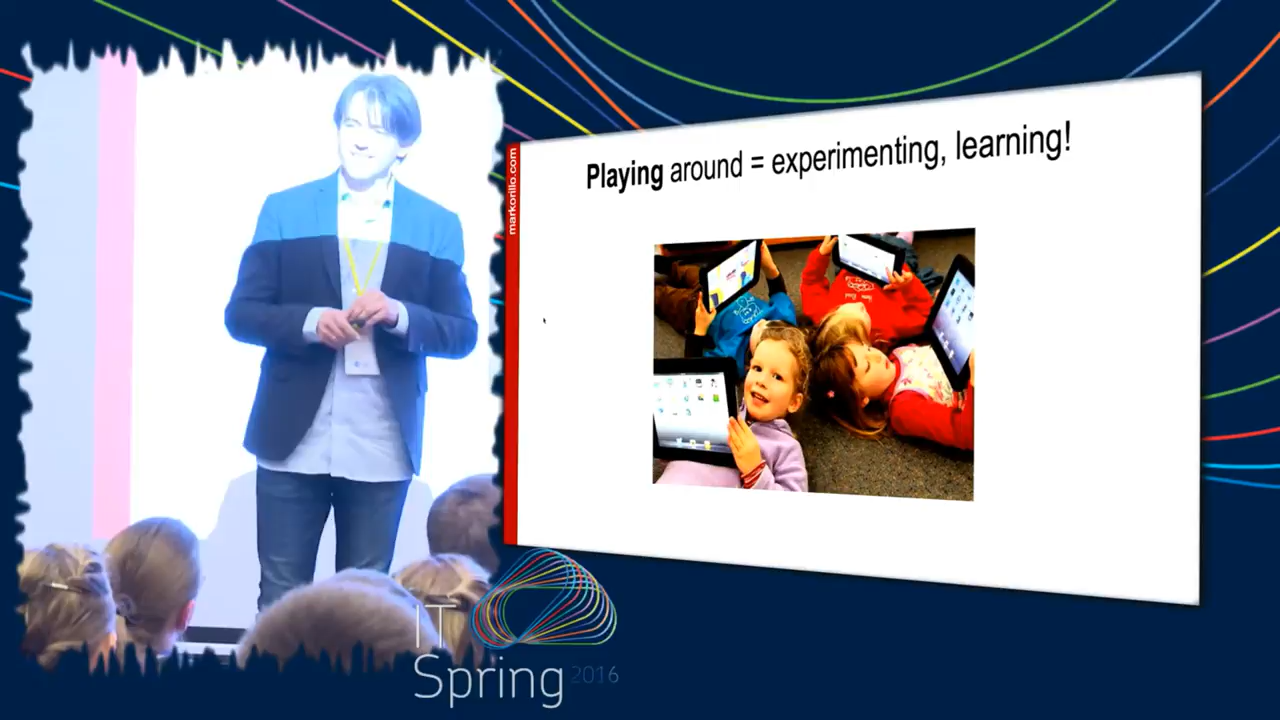 Playing around = experimenting, learning!
markorillo.com
IT
Spring 2016